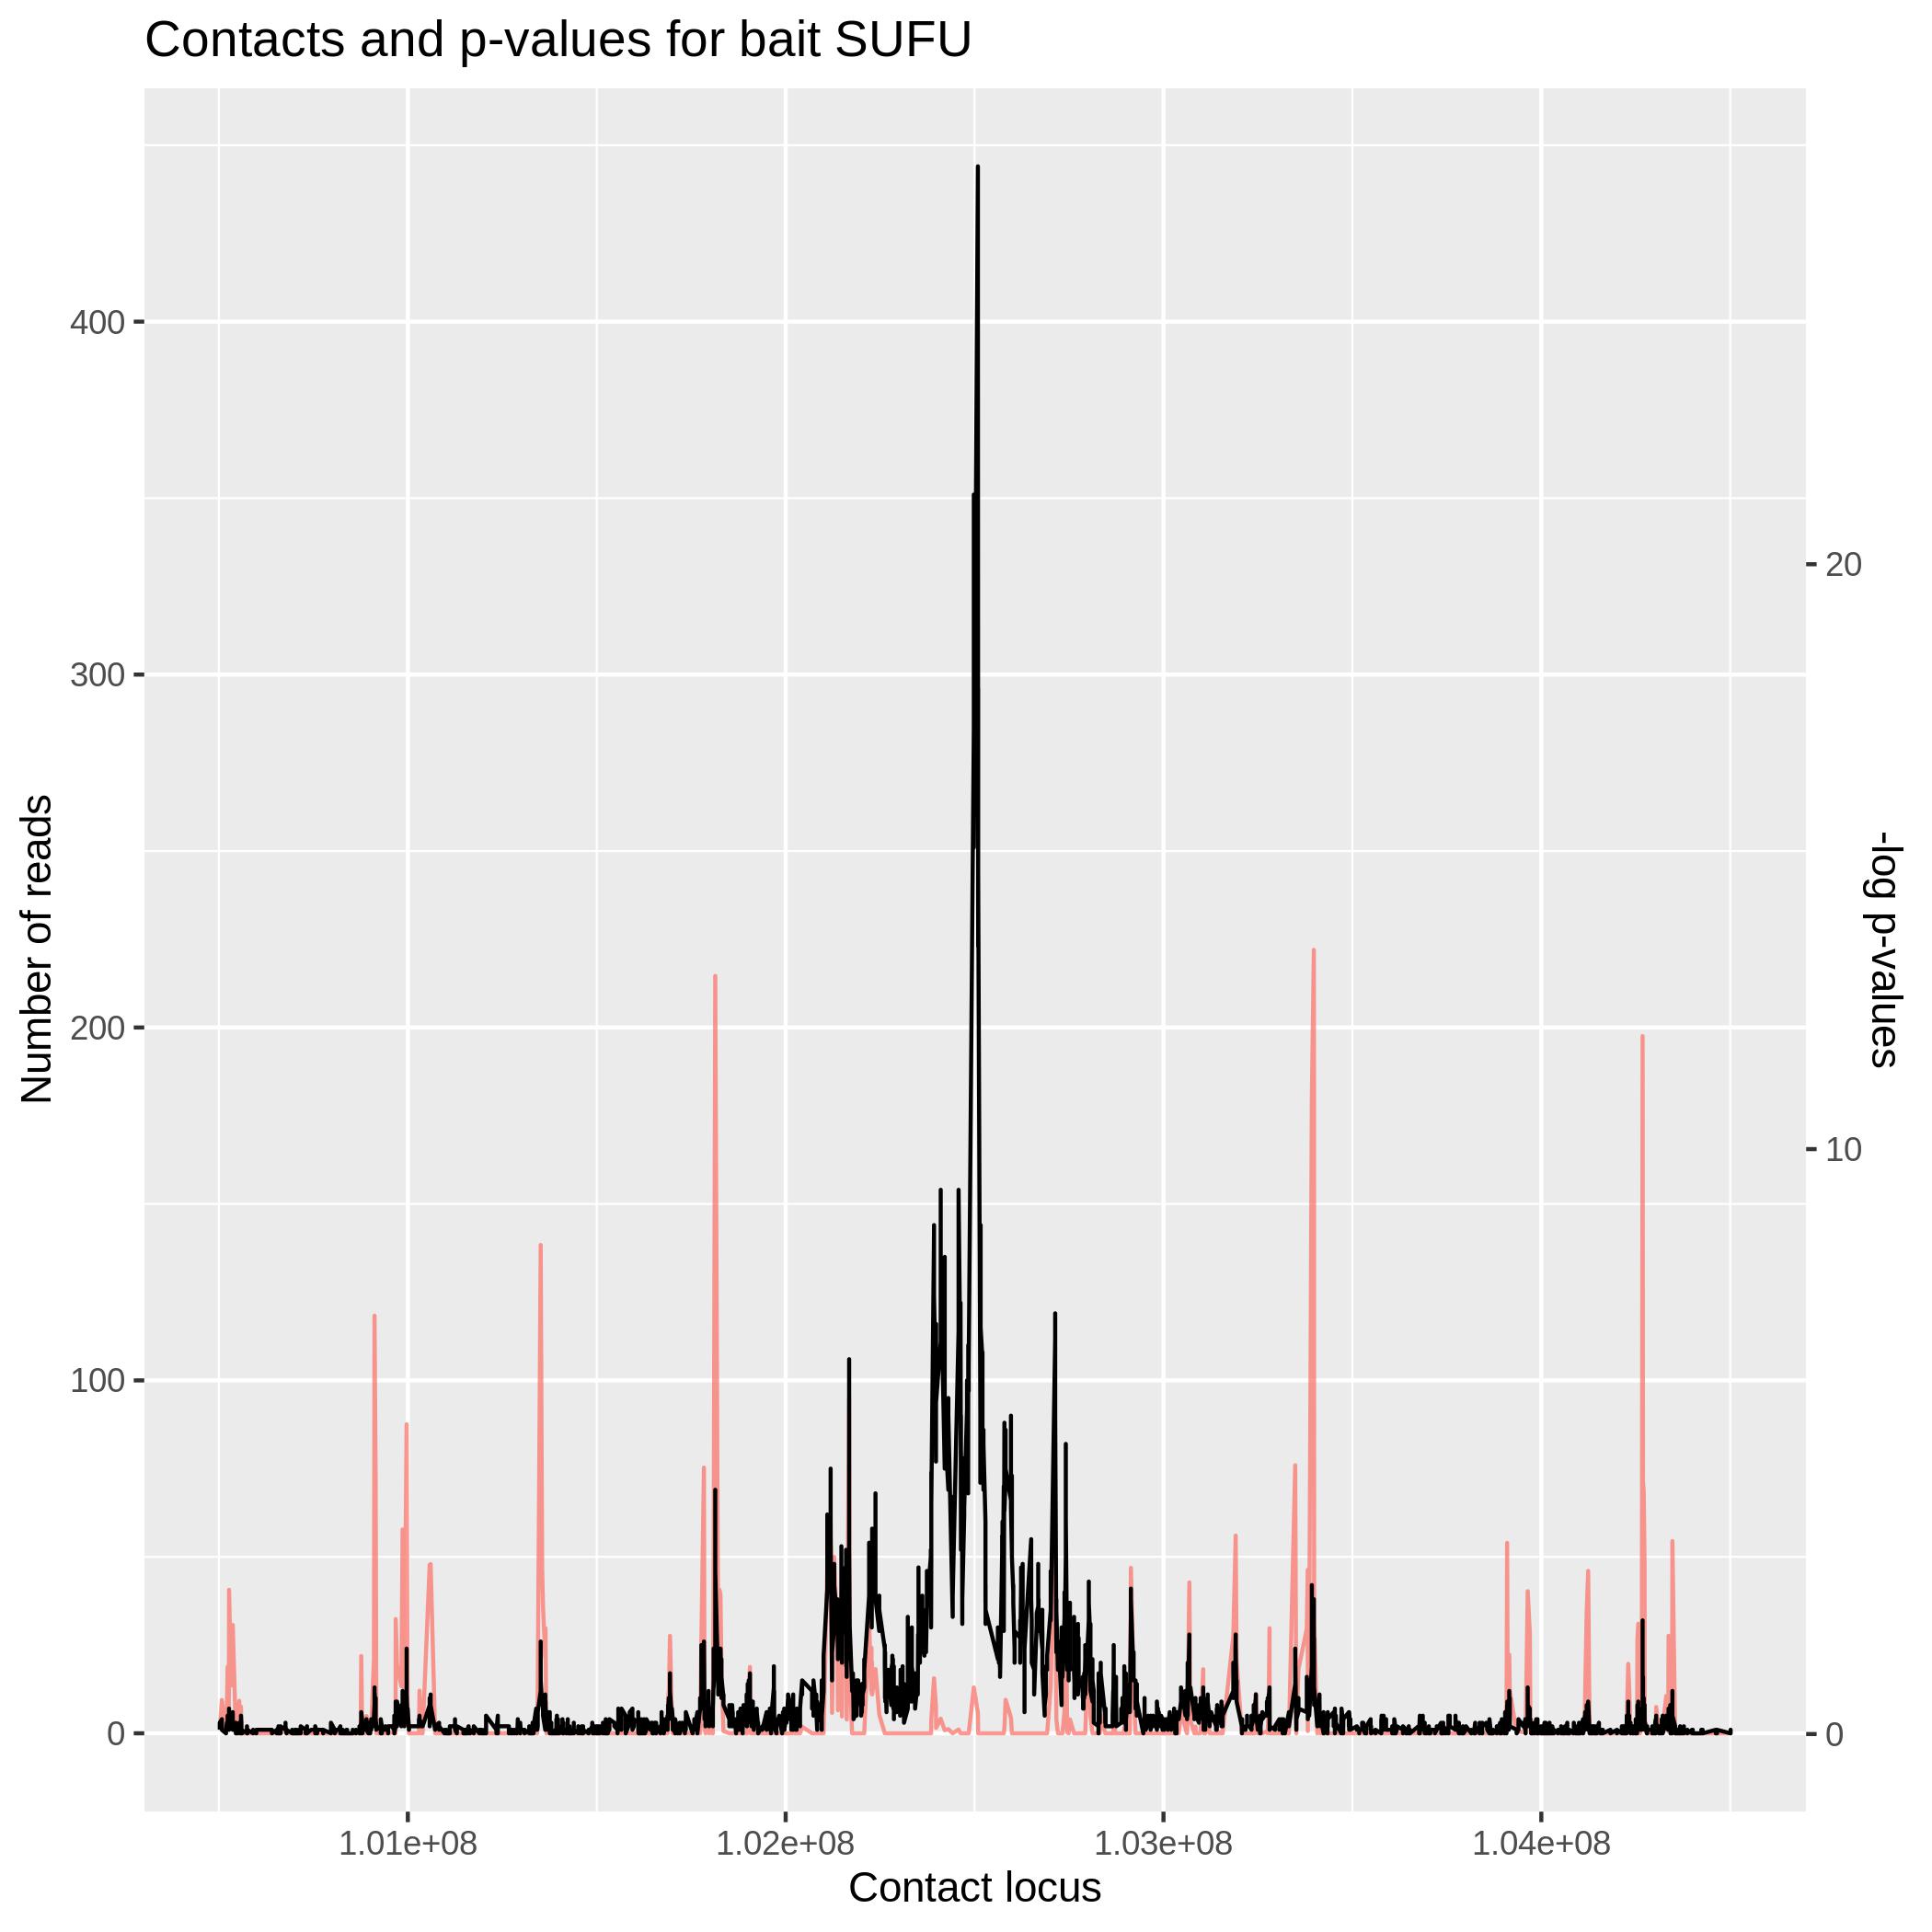 Contacts and p-values for bait SUFU
400
300
200
100
0
Number of reads
20
10
0
-log p-values
1.01e+08
1.02e+08
1.03e+08
1.04e+08
Contact locus